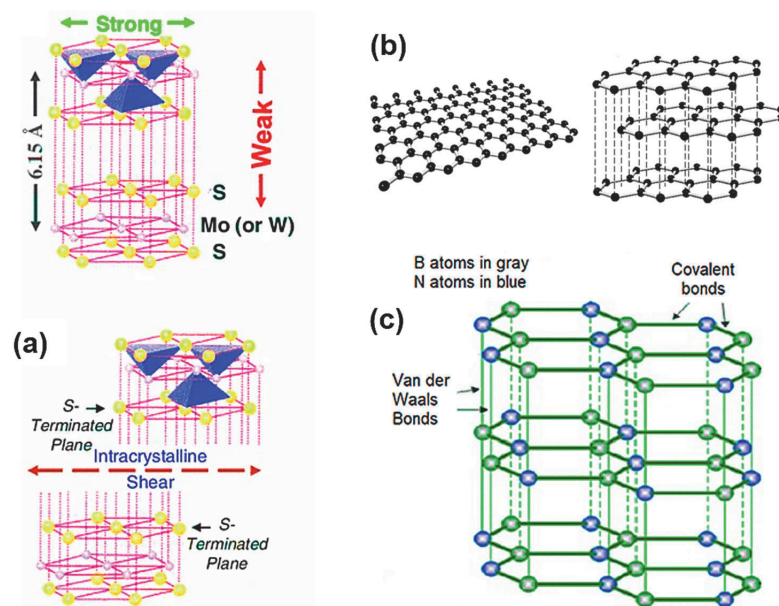 Strong
6.15 Å
Weak
S
Mo (or W)
S
(a)
S-
Terminated
Plane
Intracrystalline
Shear
S-
Terminated
Plane
(b)
B atoms in gray
N atoms in blue
Covalent
bonds
(c)
Van der
Waals
Bonds